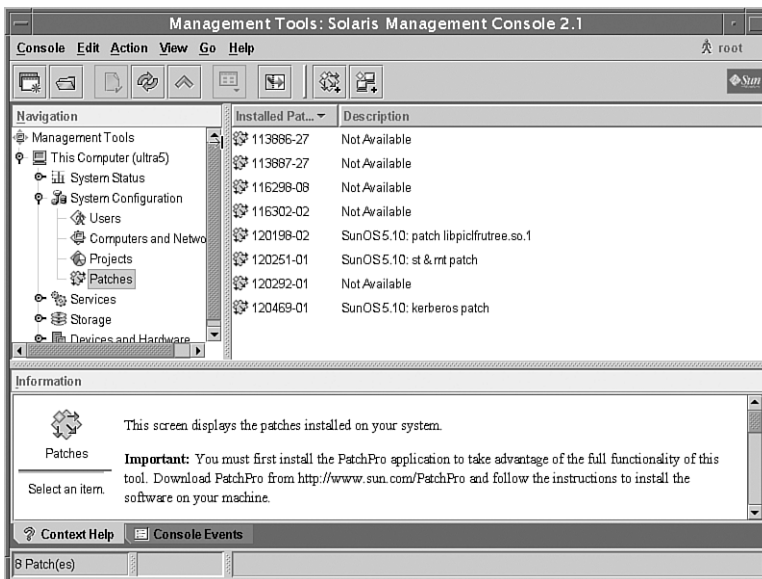 Management Tools: Solaris Management Console 2.1
Console Edit Action View Go Help
root
Sun
Navigation
Management Tools
This Computer (ultra5)
System Status
System Configuration
Users
Computers and Netwo
Projects
Patches
Services
Storage
Devices and Hardware
Installed Pat... Description
113886-27 Not Available
113887-27 Not Available
116298-08 Not Available
116302-02 Not Available
120198-02 SunOS 5.10: patch libpiclfrutree.so.1
120251-01 SunOS 5.10: st & mt patch
120292-01 Not Available
120469-01 SunOS 5.10: kerberos patch
Information
Patches
Select an item.
This screen displays the patches installed on your system.
Important: You must first install the PatchPro application to take advantage of the full functionality of this
tool. Download PatchPro from http://www.sun.com/PatchPro and follow the instructions to install the
software on your machine.
Context Help Console Events
8 Patch(es)